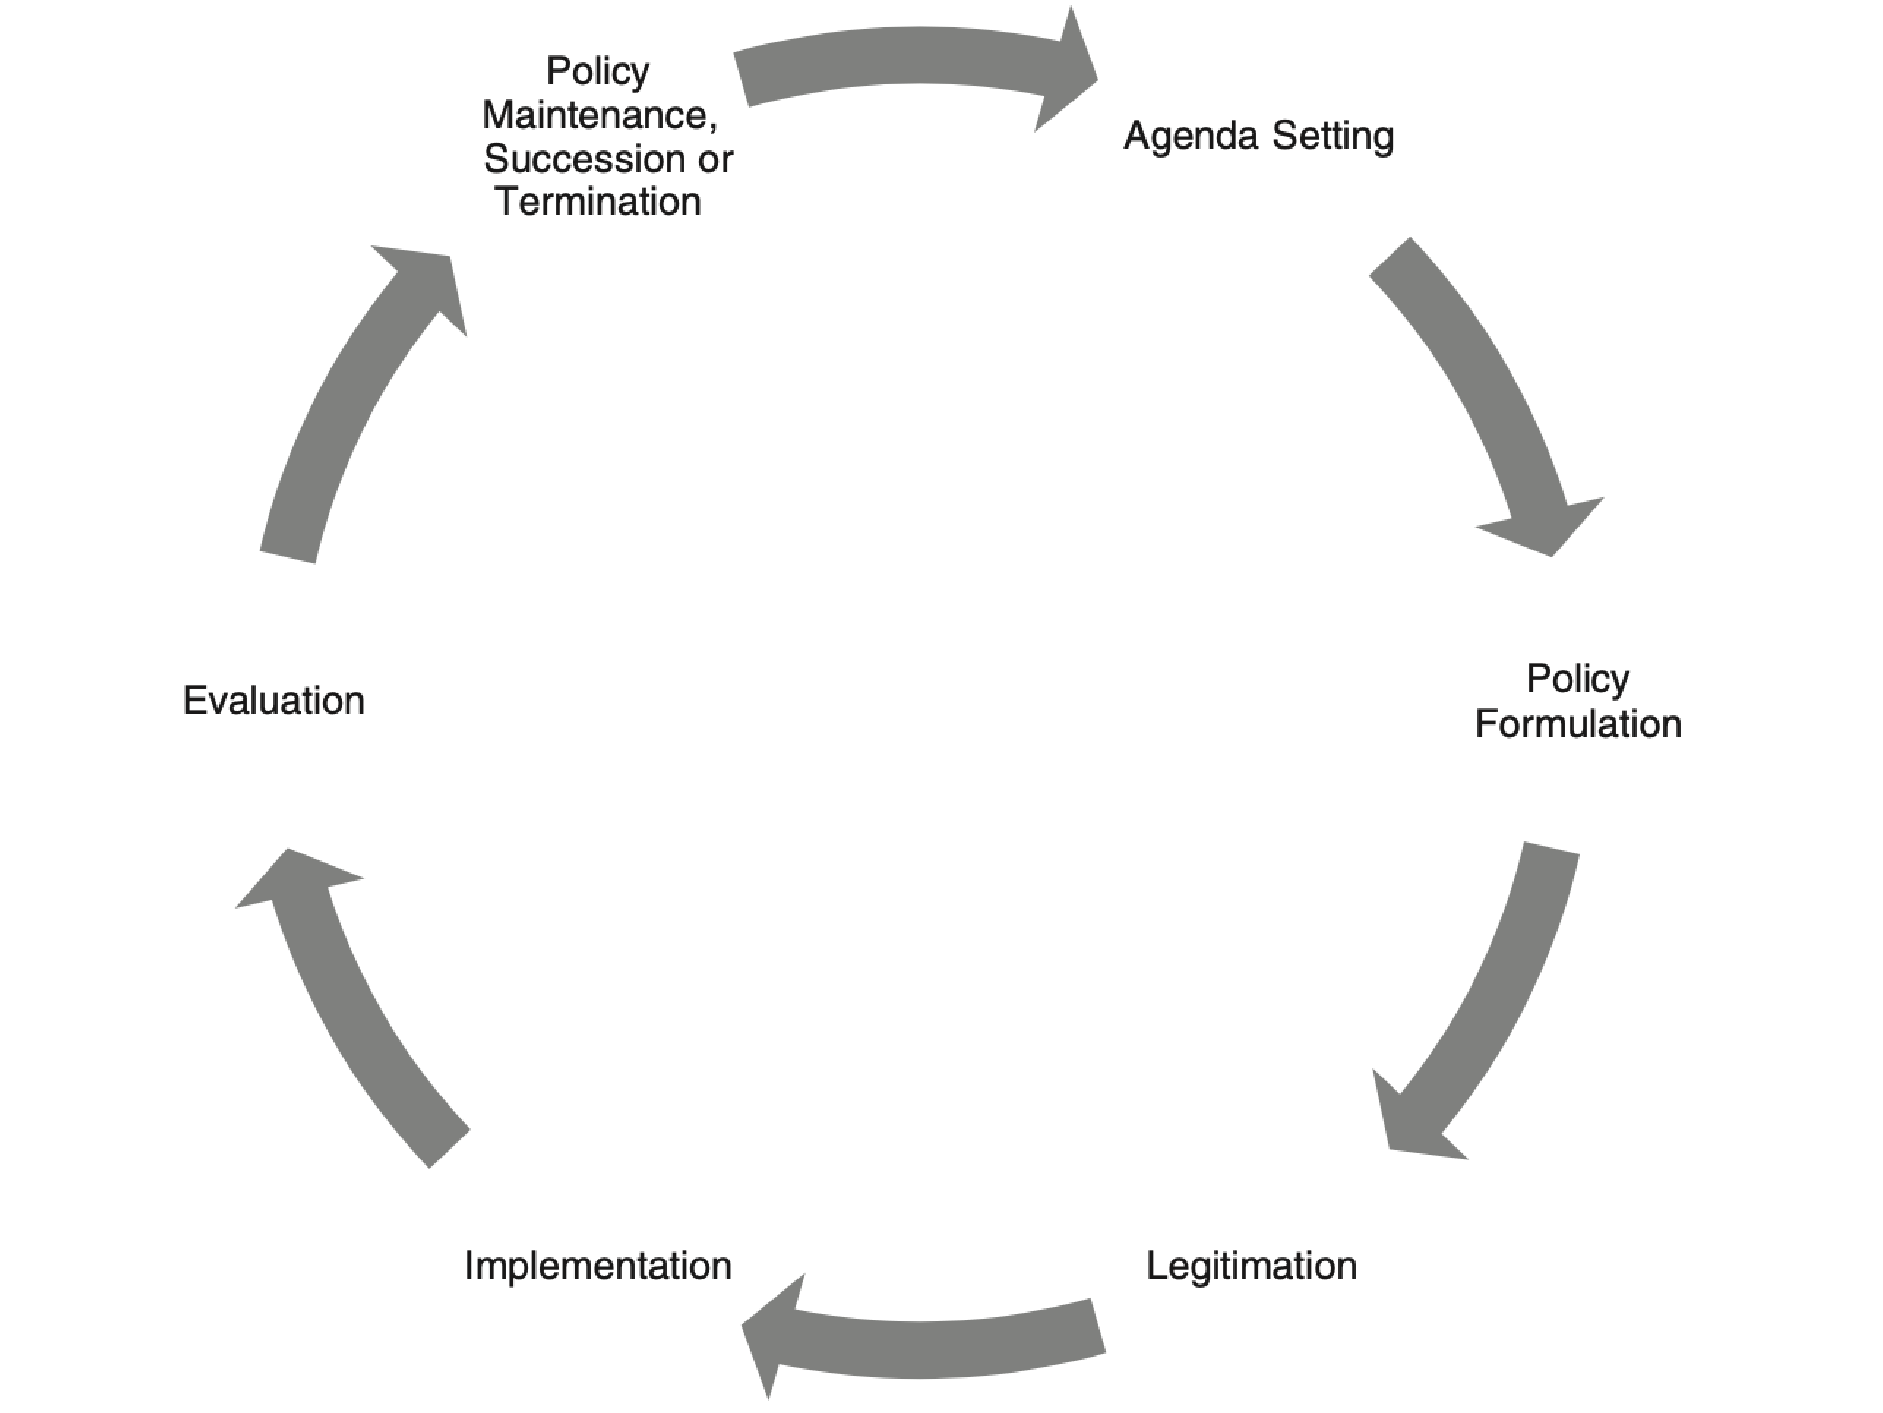 Policy
Maintenance,
Succession or
Termination
Agenda Setting
Policy
Formulation
Legitimation
Implementation
Evaluation